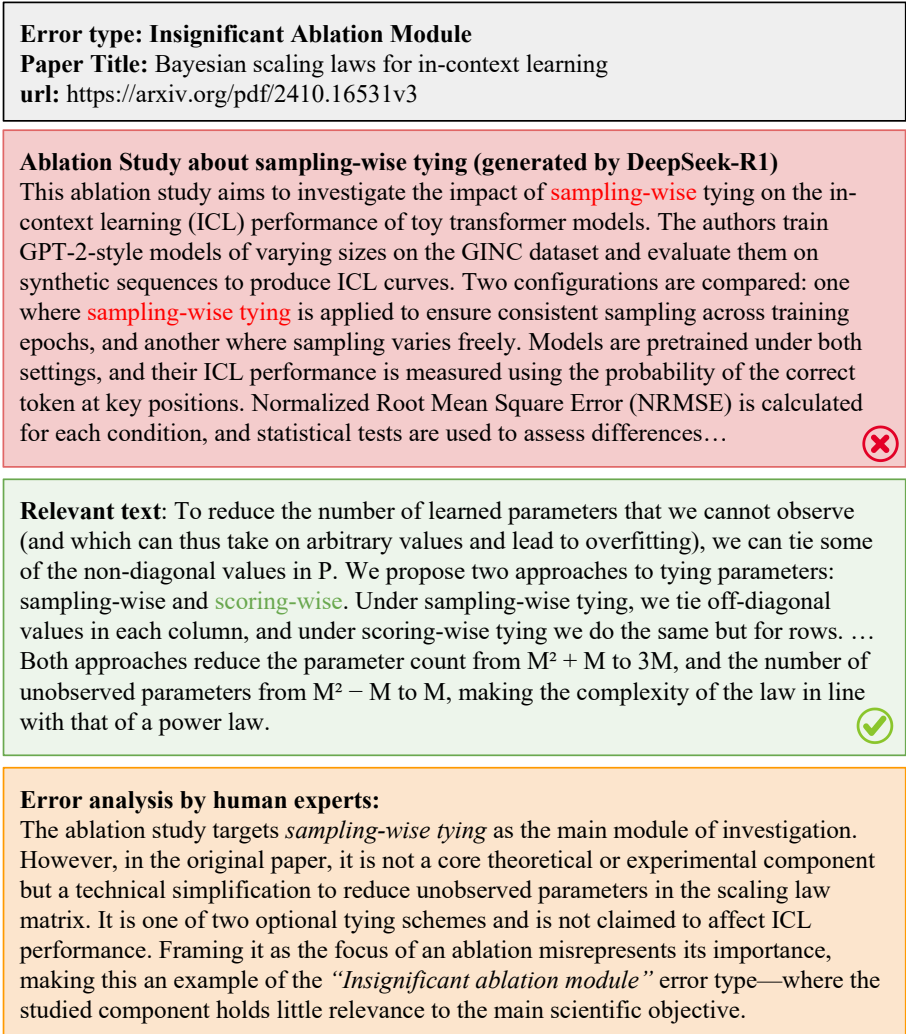 Error type: Insignificant Ablation Module
Paper Title: Bayesian scaling laws for in-context learning
url: https://arxiv.org/pdf/2410.16531v3
Ablation Study about sampling-wise tying (generated by DeepSeek-R1)
This ablation study aims to investigate the impact of sampling-wise tying on the in-
context learning (ICL) performance of toy transformer models. The authors train
GPT-2-style models of varying sizes on the GINC dataset and evaluate them on
synthetic sequences to produce ICL curves. Two configurations are compared: one
where sampling-wise tying is applied to ensure consistent sampling across training
epochs, and another where sampling varies freely. Models are pretrained under both
settings, and their ICL performance is measured using the probability of the correct
token at key positions. Normalized Root Mean Square Error (NRMSE) is calculated
for each condition, and statistical tests are used to assess differences…
Relevant text: To reduce the number of learned parameters that we cannot observe
(and which can thus take on arbitrary values and lead to overfitting), we can tie some
of the non-diagonal values in P. We propose two approaches to tying parameters:
sampling-wise and scoring-wise. Under sampling-wise tying, we tie off-diagonal
values in each column, and under scoring-wise tying we do the same but for rows. …
Both approaches reduce the parameter count from M² + M to 3M, and the number of
unobserved parameters from M² − M to M, making the complexity of the law in line
with that of a power law.
Error analysis by human experts:
The ablation study targets sampling-wise tying as the main module of investigation.
However, in the original paper, it is not a core theoretical or experimental component
but a technical simplification to reduce unobserved parameters in the scaling law
matrix. It is one of two optional tying schemes and is not claimed to affect ICL
performance. Framing it as the focus of an ablation misrepresents its importance,
making this an example of the “Insignificant ablation module” error type—where the
studied component holds little relevance to the main scientific objective.